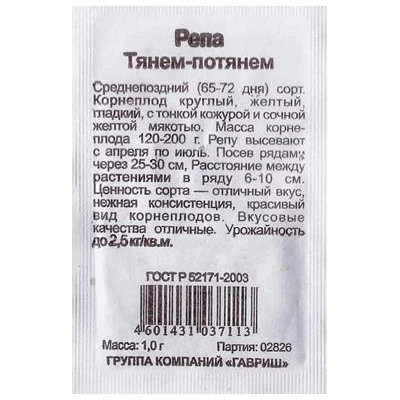 Репа
Тянем-потянем
Среднепоздний (65-72 дня) сорт.
Корнеплод круглый, желтый,
гладкий, с тонкой кожурой и сочной
желтой мякотью. Масса корне-
плода 120-200 г. Репу высевают
с апреля по июль. Посев рядами
через 25-30 см, Расстояние между
растениями в ряду 6-10 см.
Ценность сорта — отличный вкус,
нежная консистенция, красивый
вид корнеплодов. Вкусовые
качества отличные. Урожайность
до 2,5 кг/кв.м.
ГОСТ Р 52171-2003
4 601431 037113
Масса: 1,0 г Партия: 02826
ГРУППА КОМПАНИЙ «ГАВРИШ»